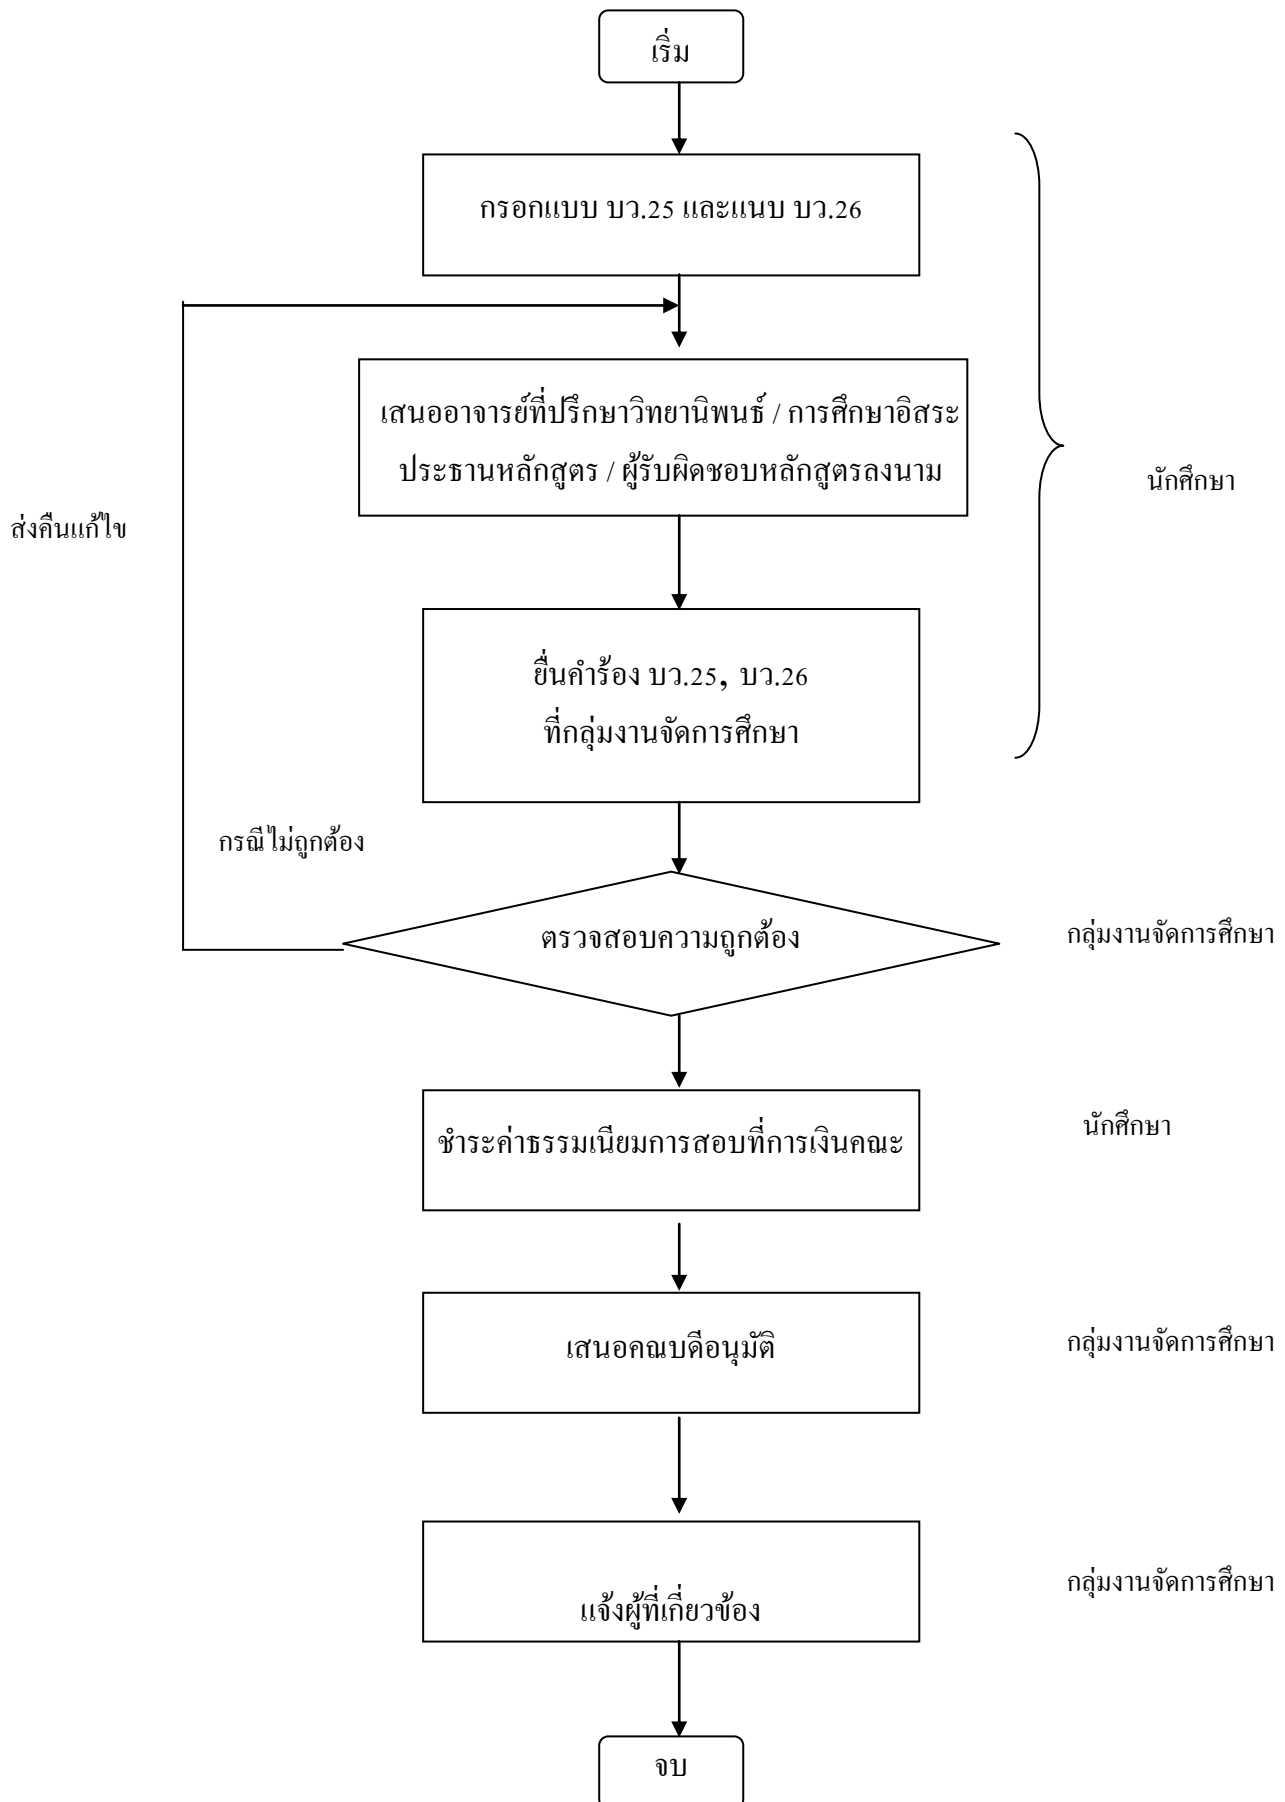 เริ่ม
กรอกแบบ บว.25 และแนบ บว.26
เสนออาจารย์ที่ปรึกษาวิทยานิพนธ์ / การศึกษาอิสระ
ประธานหลักสูตร / ผู้รับผิดชอบหลักสูตรลงนาม
นักศึกษา
ส่งคืนแก้ไข
ยื่นคำร้อง บว.25, บว.26
ที่กลุ่มงานจัดการศึกษา
กรณีไม่ถูกต้อง
ตรวจสอบความถูกต้อง
กลุ่มงานจัดการศึกษา
ชำระค่าธรรมเนียมการสอบที่การเงินคณะ
นักศึกษา
เสนอคณบดีอนุมัติ
กลุ่มงานจัดการศึกษา
แจ้งผู้ที่เกี่ยวข้อง
กลุ่มงานจัดการศึกษา
จบ